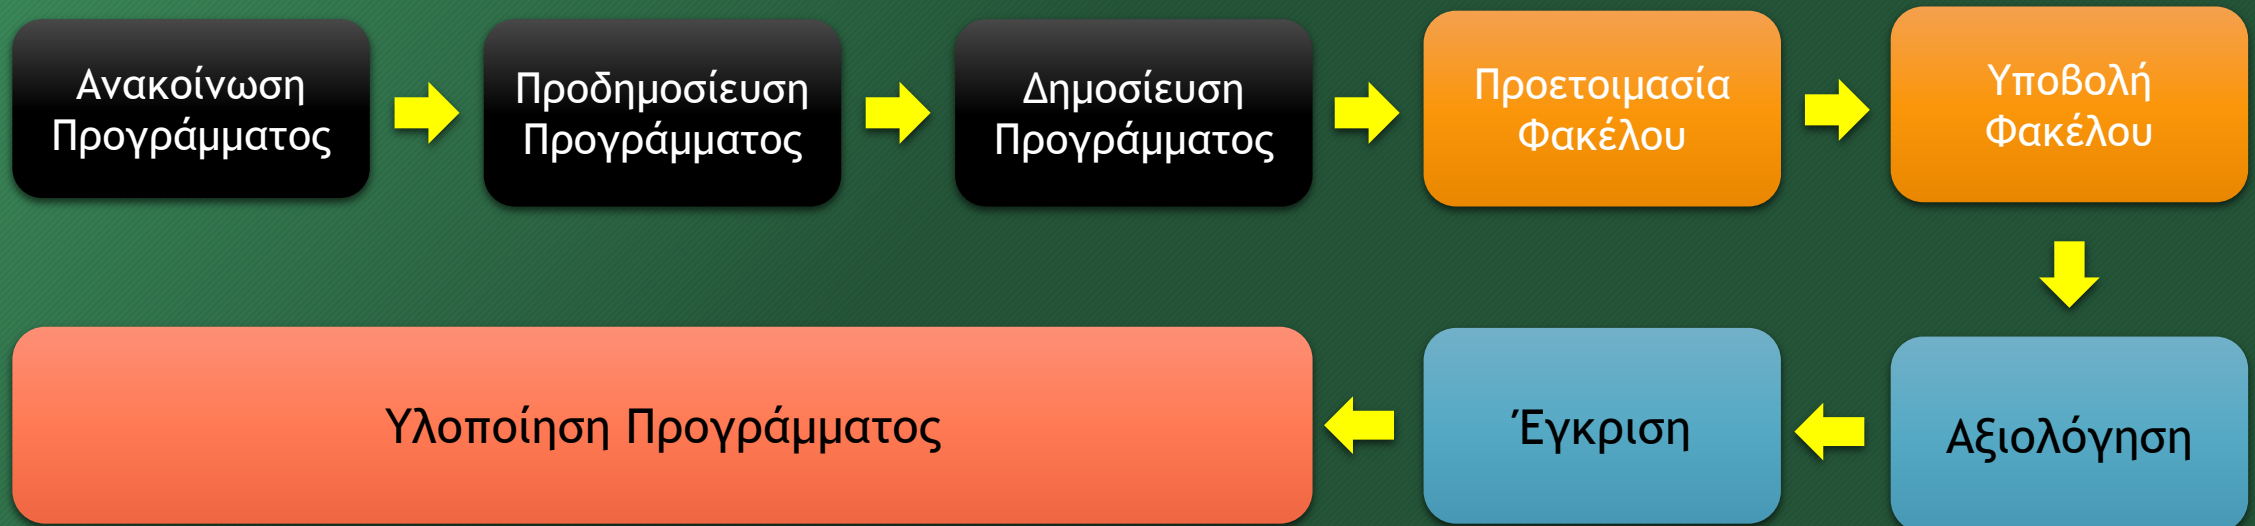 Ανακοίνωση
Προγράμματος
Προδημοσίευση
Προγράμματος
Δημοσίευση
Προγράμματος
Προετοιμασία
Φακέλου
Υποβολή
Φακέλου
Αξιολόγηση
Έγκριση
Υλοποίηση Προγράμματος